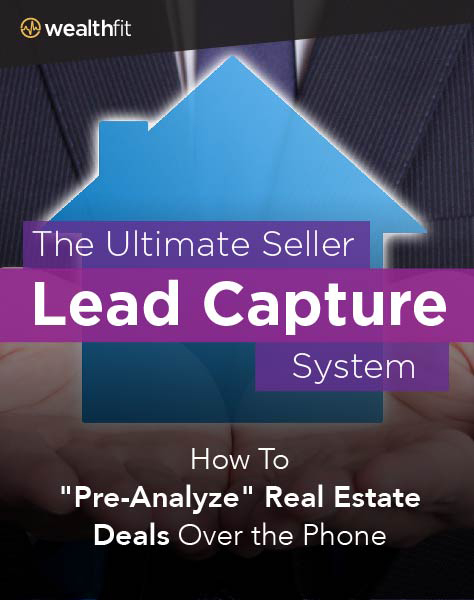 wealthfit
The Ultimate Seller
Lead Capture
System
How To
"Pre-Analyze" Real Estate
Deals Over the Phone